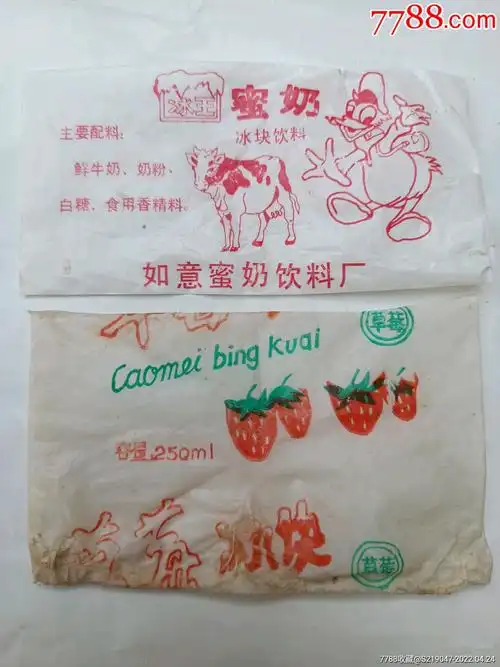 7788.com
冰王 蜜奶
冰块饮料
主要配料：
鲜牛奶、奶粉、
白糖、食用香精料。
如意蜜奶饮料厂
草莓
Caomei bing kuai
容量250ml
草莓冰块
草莓
7788收藏@S219047-2022.04.24